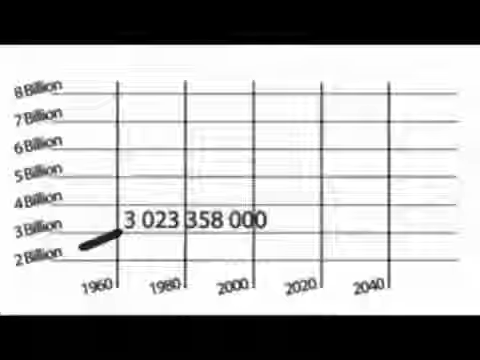 8 Billion
7 Billion
6 Billion
5 Billion
4 Billion
3 023 358 000
3 Billion
2 Billion
1960 1980 2000 2020 2040